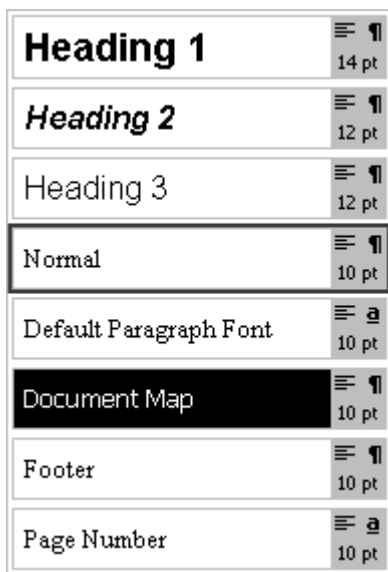 Heading 1 ¶
14 pt
Heading 2 ¶
12 pt
Heading 3 ¶
12 pt
Normal ¶
10 pt
Default Paragraph Font a
10 pt
Document Map ¶
10 pt
Footer ¶
10 pt
Page Number a
10 pt